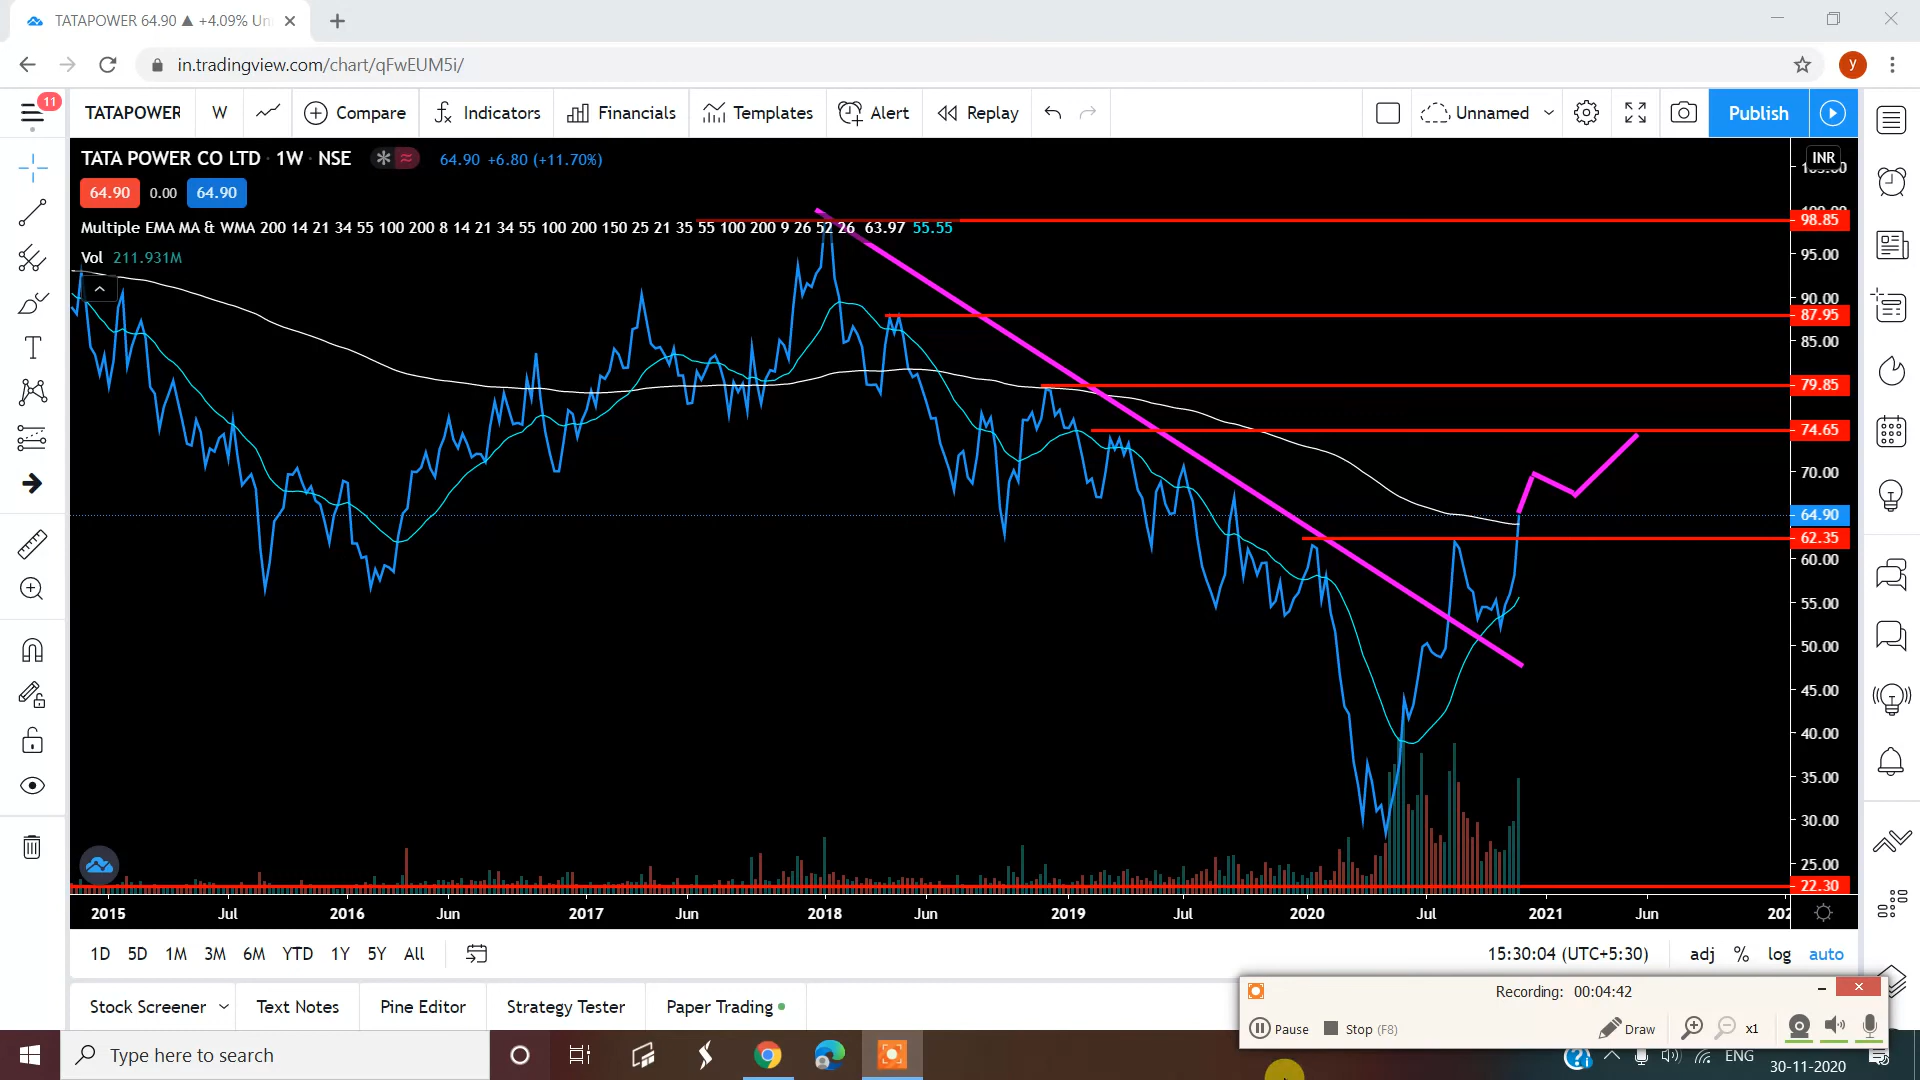 TATAPOWER 64.90 ▲ +4.09% Un
in.tradingview.com/chart/qFwEUM5i/
y
11
TATAPOWER W Compare Indicators Financials Templates Alert Replay Unnamed Publish
TATA POWER CO LTD · 1W · NSE 64.90 +6.80 (+11.70%)
INR
64.90 0.00 64.90
Multiple EMA MA & WMA 200 14 21 34 55 100 200 8 14 21 34 55 100 200 150 25 21 35 55 100 200 9 26 52 26 63.97 55.55
Vol 211.931M
98.85
95.00
90.00
87.95
85.00
79.85
74.65
70.00
64.90
62.35
60.00
55.00
50.00
45.00
40.00
35.00
30.00
25.00
22.30
2015 Jul 2016 Jun 2017 Jun 2018 Jun 2019 Jul 2020 Jul 2021 Jun 202
1D 5D 1M 3M 6M YTD 1Y 5Y All 15:30:04 (UTC+5:30) adj % log auto
Stock Screener Text Notes Pine Editor Strategy Tester Paper Trading
Recording: 00:04:42
Pause Stop (F8) Draw x1
Type here to search
ENG
30-11-2020